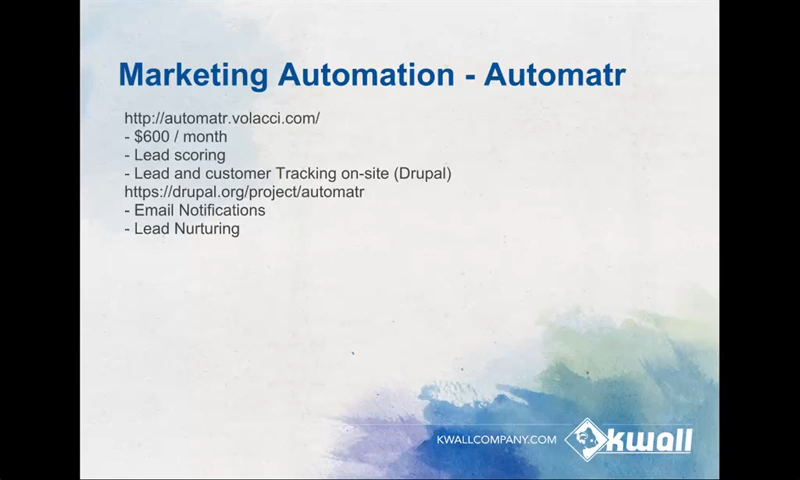 Marketing Automation - Automatr
http://automatr.volacci.com/
- $600 / month
- Lead scoring
- Lead and customer Tracking on-site (Drupal)
https://drupal.org/project/automatr
- Email Notifications
- Lead Nurturing
KWALLCOMPANY.COM
kwall